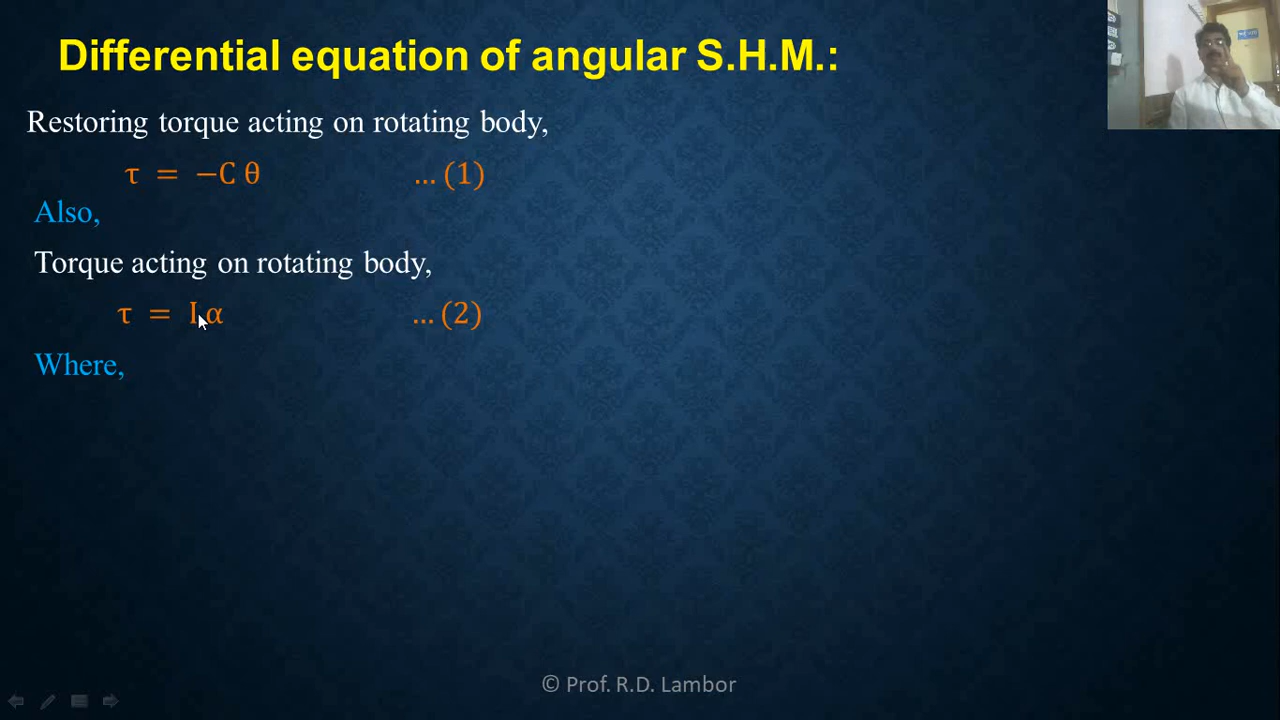 Differential equation of angular S.H.M.:
Restoring torque acting on rotating body,
τ = −C θ ... (1)
Also,
Torque acting on rotating body,
τ = I α ... (2)
Where,
© Prof. R.D. Lambor